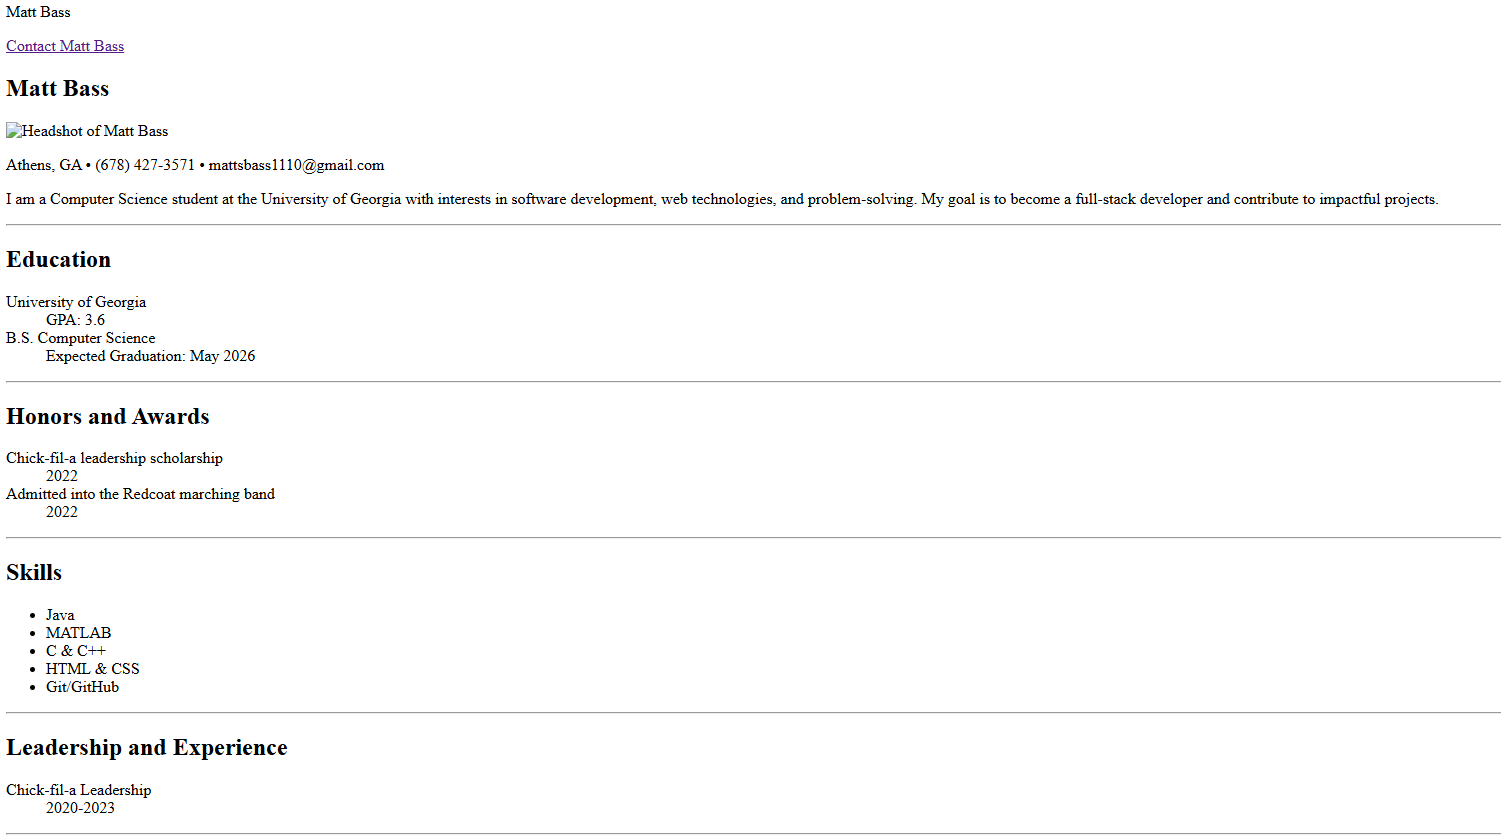 Matt Bass
Contact Matt Bass
Matt Bass
Headshot of Matt Bass
Athens, GA • (678) 427-3571 • mattsbass1110@gmail.com
I am a Computer Science student at the University of Georgia with interests in software development, web technologies, and problem-solving. My goal is to become a full-stack developer and contribute to impactful projects.
Education
University of Georgia
GPA: 3.6
B.S. Computer Science
Expected Graduation: May 2026
Honors and Awards
Chick-fil-a leadership scholarship
2022
Admitted into the Redcoat marching band
2022
Skills
• Java
• MATLAB
• C & C++
• HTML & CSS
• Git/GitHub
Leadership and Experience
Chick-fil-a Leadership
2020-2023